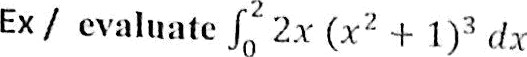 Ex / evaluate ∫₀² 2x (x² + 1)³ dx